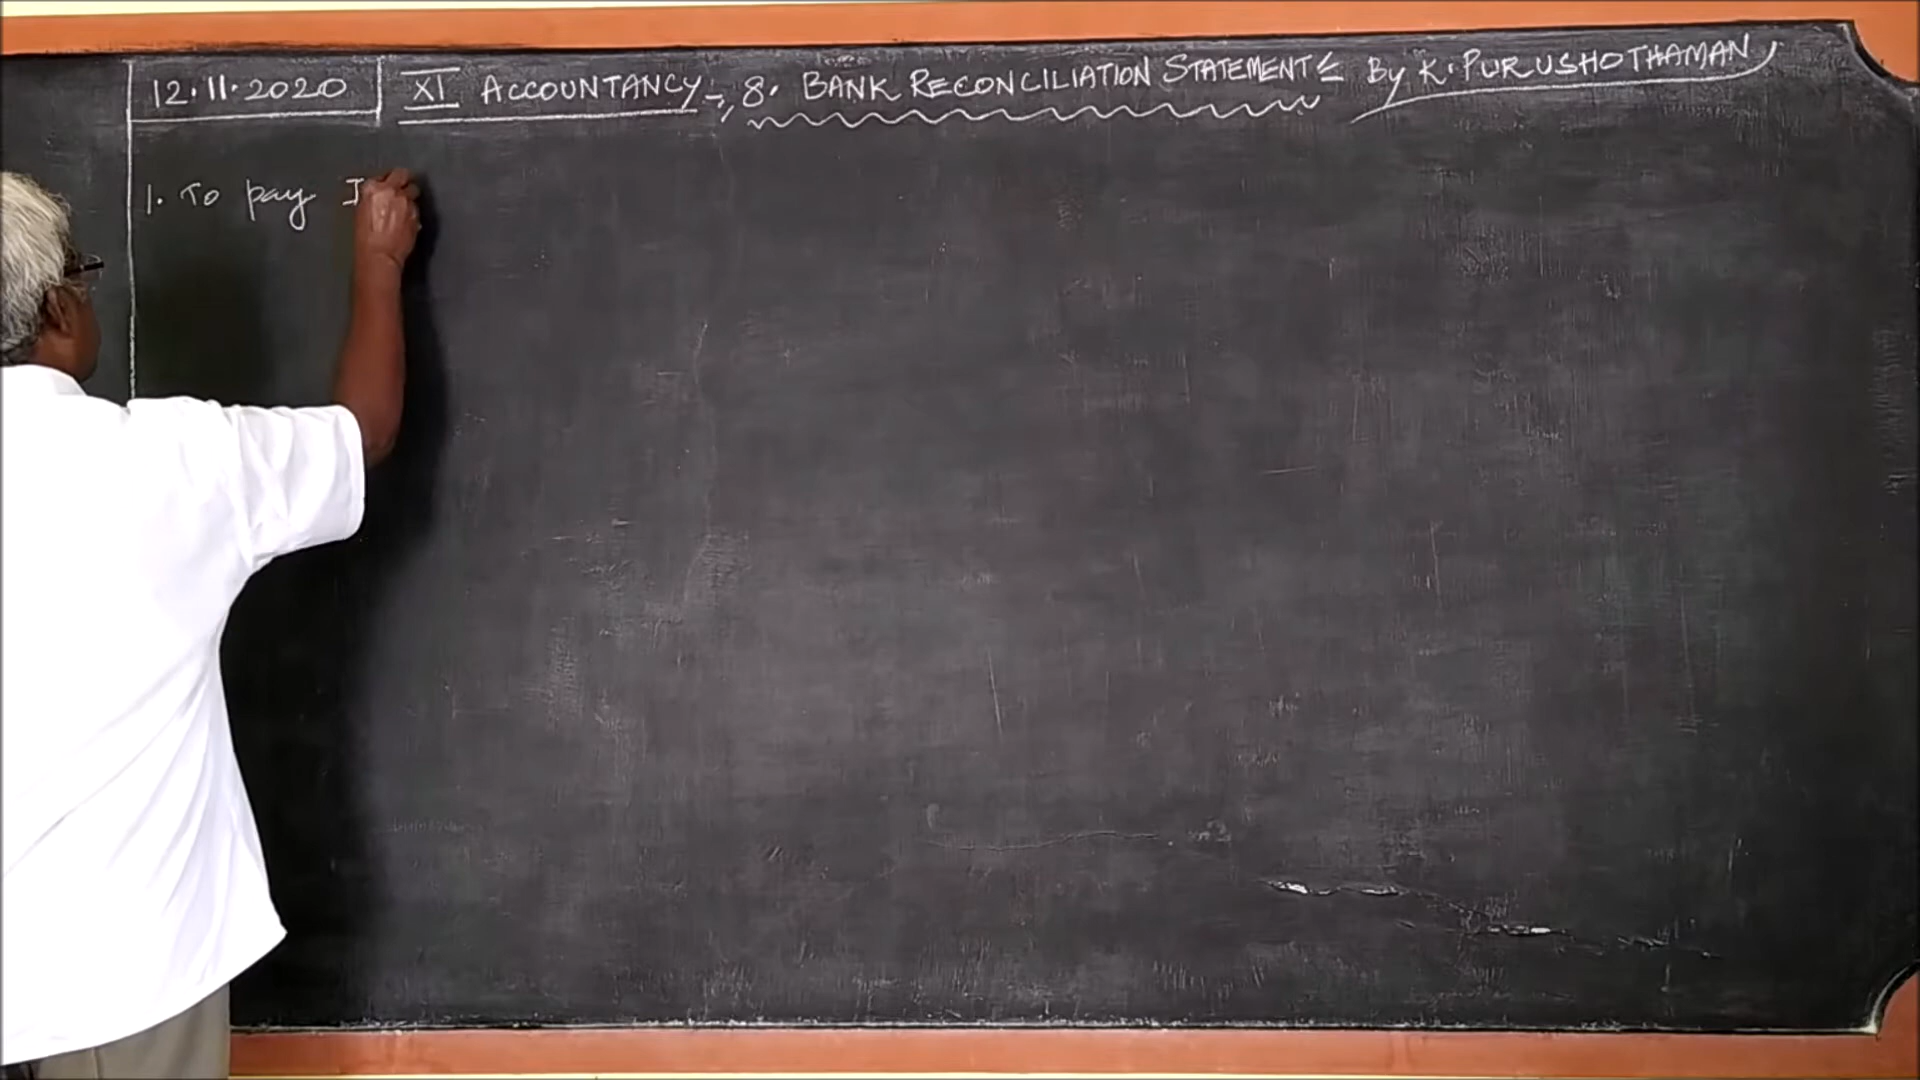 12.11.2020 XI ACCOUNTANCY :- 8. BANK RECONCILIATION STATEMENT :- By K. PURUSHOTHAMAN
1. To pay I